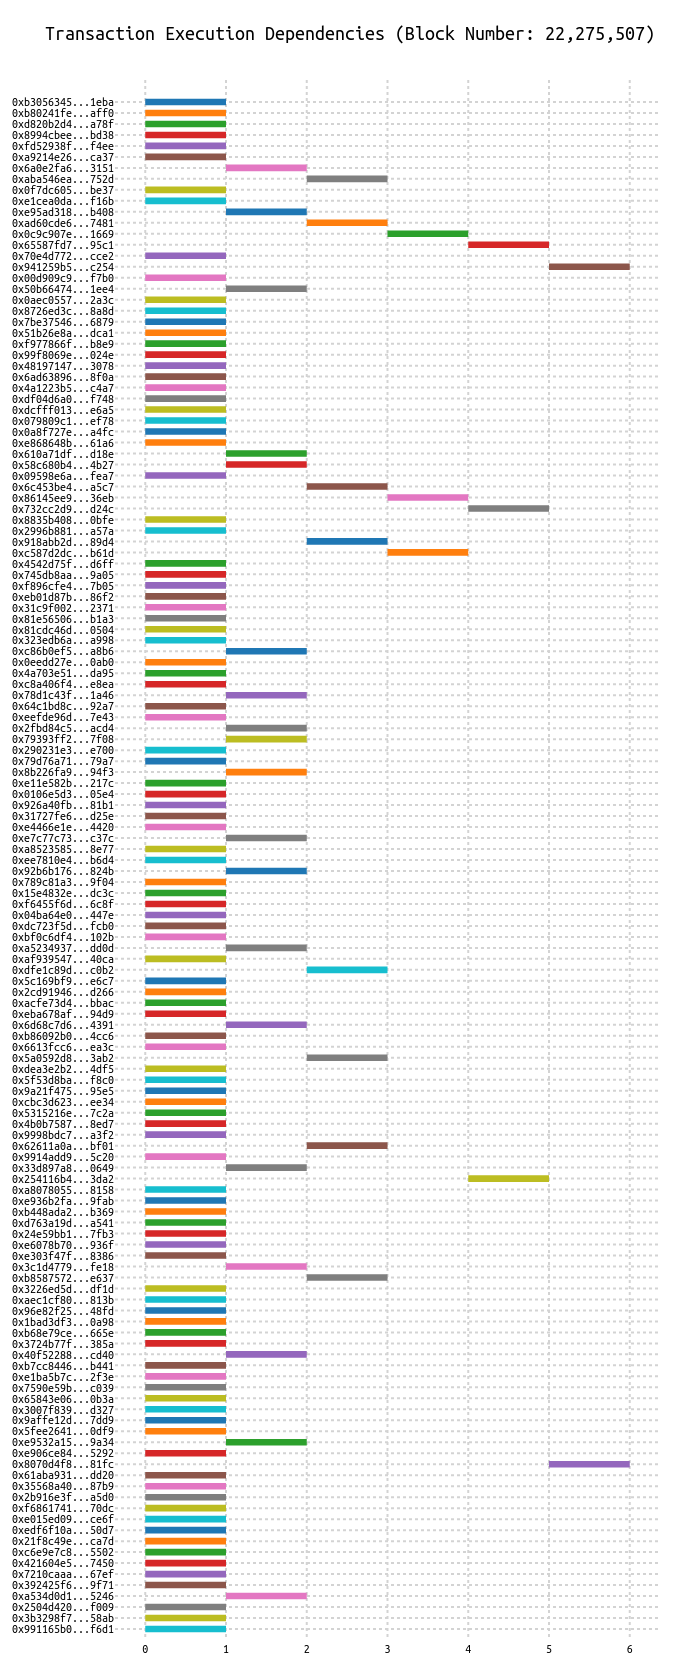 Transaction Execution Dependencies (Block Number: 22,275,507)
0xb3056345...1eba
0xb80241fe...aff0
0xd820b2d4...a78f
0x8994cbee...bd38
0xfd52938f...f4ee
0xa9214e26...ca37
0x6a0e2fa6...3151
0xaba546ea...752d
0x0f7dc605...be37
0xe1cea0da...f16b
0xe95ad318...b408
0xad60cde6...7481
0x0c9c907e...1669
0x65587fd7...95c1
0x70e4d772...cce2
0x941259b5...c254
0x00d909c9...f7b0
0x50b66474...1ee4
0x0aec0557...2a3c
0x8726ed3c...8a8d
0x7be37546...6879
0x51b26e8a...dca1
0xf977866f...b8e9
0x99f8069e...024e
0x48197147...3078
0x6ad63896...8f0a
0x4a1223b5...c4a7
0xdf04d6a0...f748
0xdcfff013...e6a5
0x079809c1...ef78
0x0a8f727e...a4fc
0xe868648b...61a6
0x610a71df...d18e
0x58c680b4...4b27
0x09598e6a...fea7
0x6c453be4...a5c7
0x86145ee9...36eb
0x732cc2d9...d24c
0x8835b408...0bfe
0x2996b881...a57a
0x918abb2d...89d4
0xc587d2dc...b61d
0x4542d75f...d6ff
0x745db8aa...9a05
0xf896cfe4...7b05
0xeb01d87b...86f2
0x31c9f002...2371
0x81e56506...b1a3
0x81cdc46d...0504
0x323edb6a...a998
0xc86b0ef5...a8b6
0x0eedd27e...0ab0
0x4a703e51...da95
0xc8a406f4...e8ea
0x78d1c43f...1a46
0x64c1bd8c...92a7
0xeefde96d...7e43
0x2fbd84c5...acd4
0x79393ff2...7f08
0x290231e3...e700
0x79d76a71...79a7
0x8b226fa9...94f3
0xe11e582b...217c
0x0106e5d3...05e4
0x926a40fb...81b1
0x31727fe6...d25e
0xe4466e1e...4420
0xe7c77c73...c37c
0xa8523585...8e77
0xee7810e4...b6d4
0x92b6b176...824b
0x789c81a3...9f04
0x15e4832e...dc3c
0xf6455f6d...6c8f
0x04ba64e0...447e
0xdc723f5d...fcb0
0xbf0c6df4...102b
0xa5234937...dd0d
0xaf939547...40ca
0xdfe1c89d...c0b2
0x5c169bf9...e6c7
0x2cd91946...d266
0xacfe73d4...bbac
0xeba678af...94d9
0x6d68c7d6...4391
0xb86092b0...4cc6
0x6613fcc6...ea3c
0x5a0592d8...3ab2
0xdea3e2b2...4df5
0x5f53d8ba...f8c0
0x9a21f475...95e5
0xcbc3d623...ee34
0x5315216e...7c2a
0x4b0b7587...8ed7
0x9998bdc7...a3f2
0x62611a0a...bf01
0x9914add9...5c20
0x33d897a8...0649
0x254116b4...3da2
0xa8078055...8158
0xe936b2fa...9fab
0xb448ada2...b369
0xd763a19d...a541
0x24e59bb1...7fb3
0xe6078b70...936f
0xe303f47f...8386
0x3c1d4779...fe18
0xb8587572...e637
0x3226ed5d...df1d
0xaec1cf80...813b
0x96e82f25...48fd
0x1bad3df3...0a98
0xb68e79ce...665e
0x3724b77f...385a
0x40f52288...cd40
0xb7cc8446...b441
0xe1ba5b7c...2f3e
0x7590e59b...c039
0x65843e06...0b3a
0x3007f839...d327
0x9affe12d...7dd9
0x5fee2641...0df9
0xe9532a15...9a34
0xe906ce84...5292
0x8070d4f8...81fc
0x61aba931...dd20
0x35568a40...87b9
0x2b916e3f...a5d0
0xf6861741...70dc
0xe015ed09...ce6f
0xedf6f10a...50d7
0x21f8c49e...ca7d
0xc6e9e7c8...5502
0x421604e5...7450
0x7210caaa...67ef
0x392425f6...9f71
0xa534d0d1...5246
0x2504d420...f009
0x3b3298f7...58ab
0x991165b0...f6d1
0 1 2 3 4 5 6